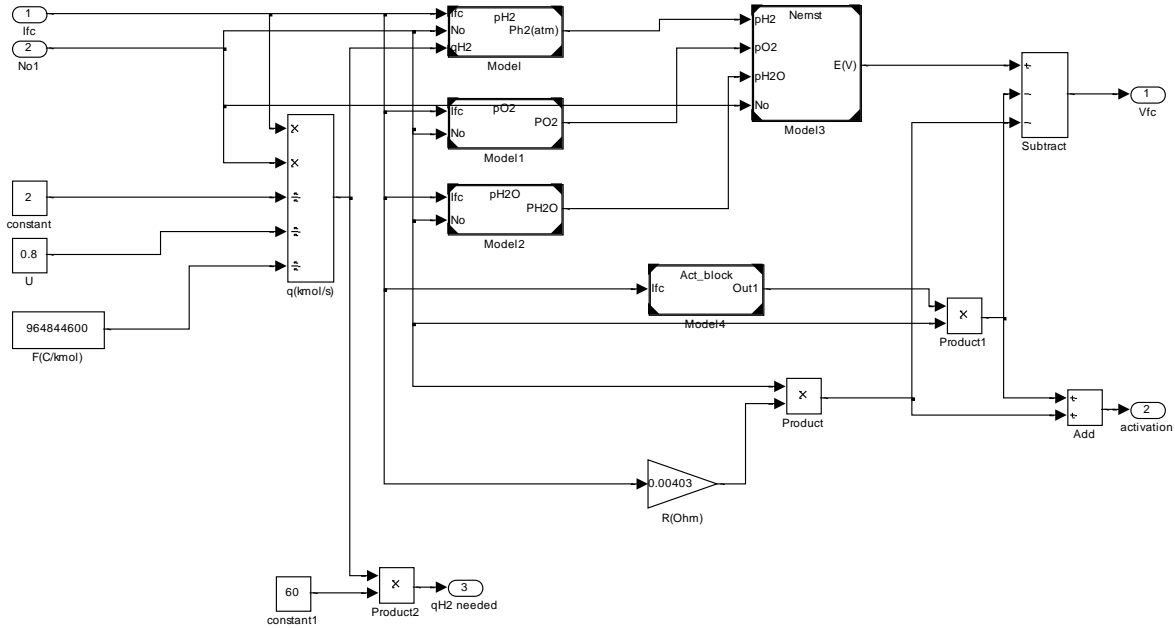 1
Ifc
2
No1
Ifc
No
qH2
pH2
Ph2(atm)
Model
Ifc
No
pO2
PO2
Model1
Ifc
No
pH2O
PH2O
Model2
pH2
pO2
pH2O
No
Nernst
E(V)
Model3
+
−
−
Subtract
1
Vfc
×
×
÷
÷
÷
q(kmol/s)
2
constant
0.8
U
964844600
F(C/kmol)
Ifc
Act_block
Out1
Model4
×
Product1
×
Product
+
+
Add
2
activation
0.00403
R(Ohm)
60
constant1
×
Product2
3
qH2 needed